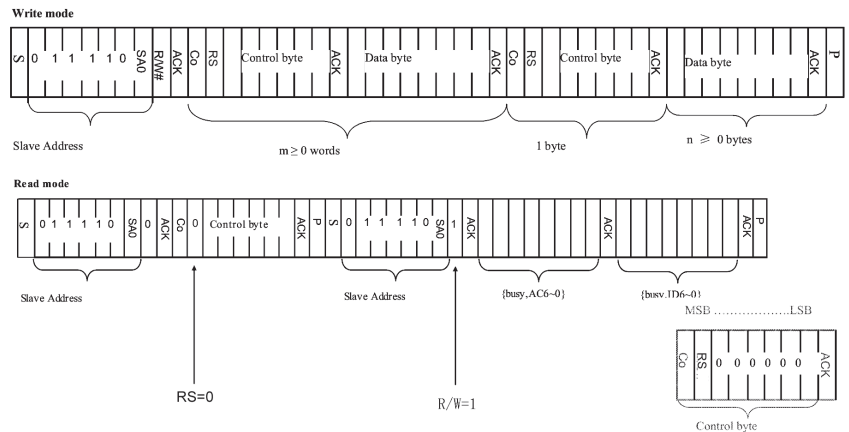 Write mode
S 0 1 1 1 1 0 SA0 R/W# ACK Co RS Control byte ACK Data byte ACK Co RS Control byte ACK Data byte ACK P
Slave Address
m ≥ 0 words
1 byte
n ≥ 0 bytes
Read mode
S 0 1 1 1 1 0 SA0 0 ACK Co 0 Control byte ACK P S 0 1 1 1 1 0 SA0 1 ACK ACK ACK P
Slave Address
Slave Address
{busy,AC6~0}
{busy,ID6~0}
MSB ...................LSB
Co RS 0 0 0 0 0 0 ACK
RS=0
R/W=1
Control byte